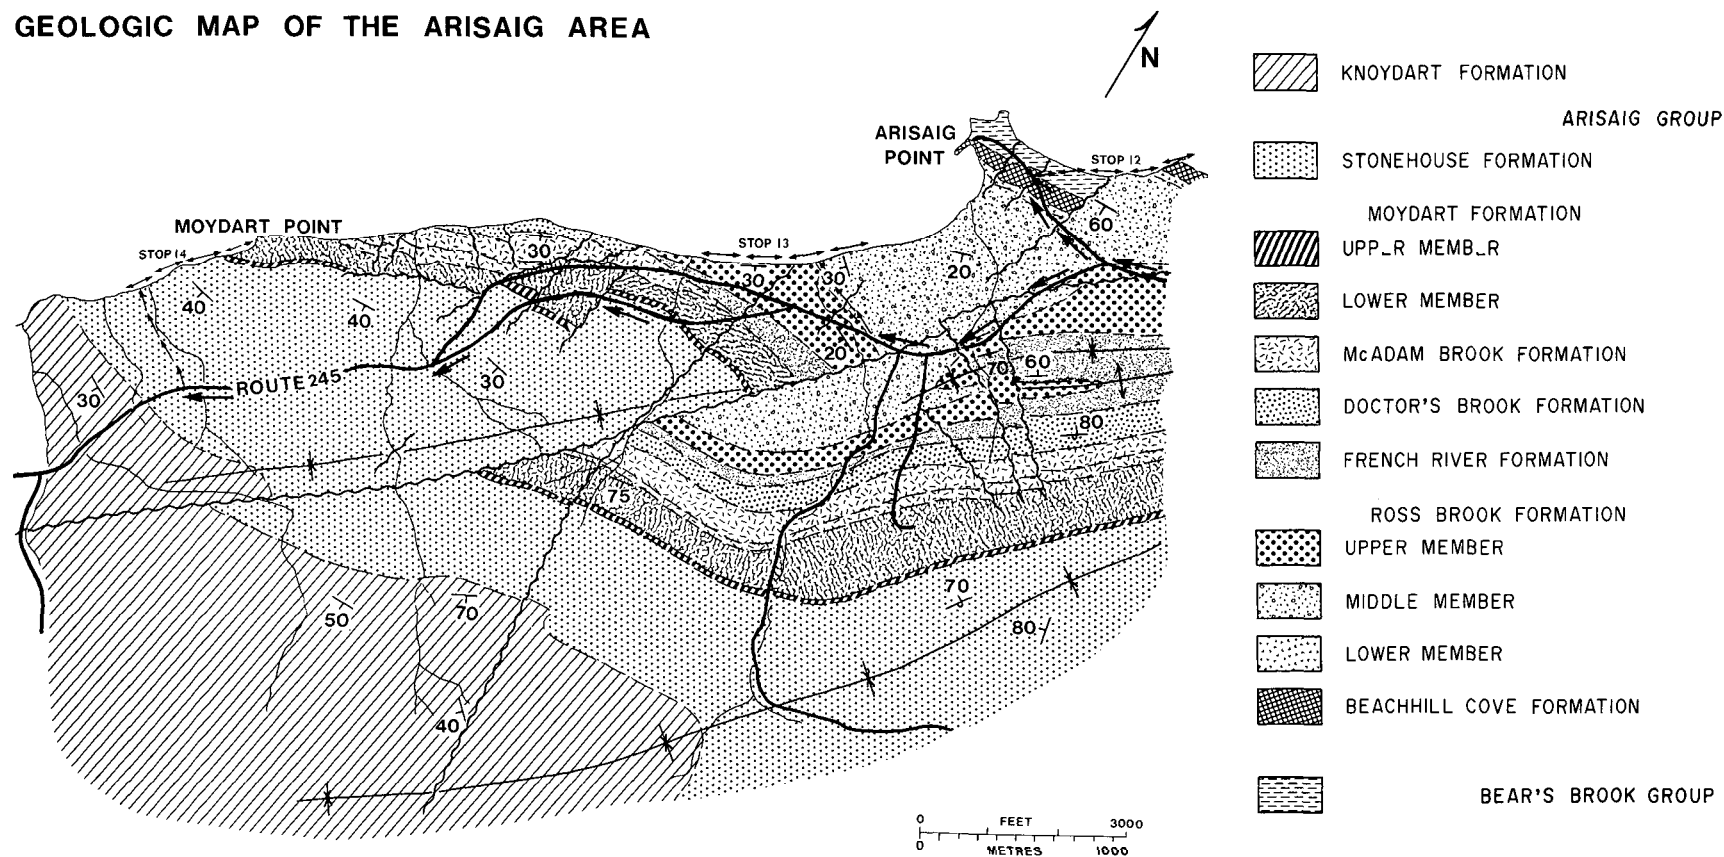 GEOLOGIC MAP OF THE ARISAIG AREA
N
ARISAIG
POINT
STOP 12
MOYDART POINT
STOP 14
STOP 13
60
30
30
30
20
40
40
20
30
70
60
30
80
ROUTE 245
75
50
70
70
80
40
KNOYDART FORMATION
ARISAIG GROUP
STONEHOUSE FORMATION
MOYDART FORMATION
UPP_R MEMB_R
LOWER MEMBER
McADAM BROOK FORMATION
DOCTOR'S BROOK FORMATION
FRENCH RIVER FORMATION
ROSS BROOK FORMATION
UPPER MEMBER
MIDDLE MEMBER
LOWER MEMBER
BEACHHILL COVE FORMATION
BEAR'S BROOK GROUP
0 FEET 3000
0 METRES 1000